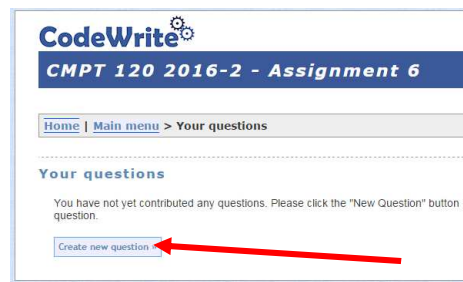 CodeWrite
CMPT 120 2016-2 - Assignment 6
Home | Main menu > Your questions
Your questions
You have not yet contributed any questions. Please click the "New Question" button
question.
Create new question »